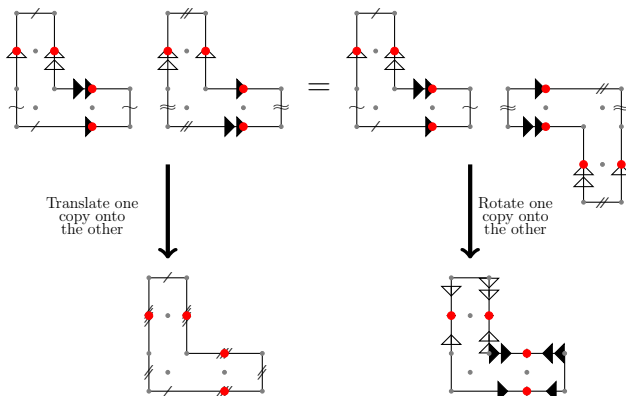 =
Translate one
copy onto
the other
Rotate one
copy onto
the other